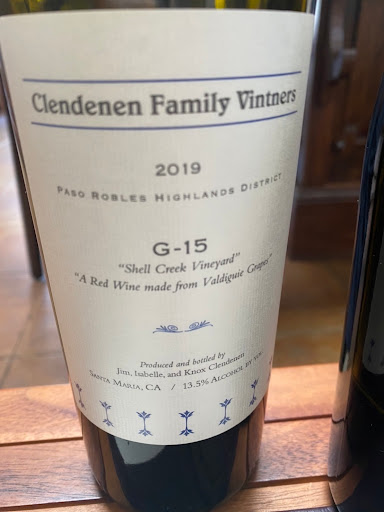 Clendenen Family Vintners
2019
Paso Robles Highlands District
G-15
"Shell Creek Vineyard"
"A Red Wine made from Valdiguie Grapes"
Produced and bottled by
Jim, Isabelle, and Knox Clendenen
Santa Maria, CA / 13.5% Alcohol by vol